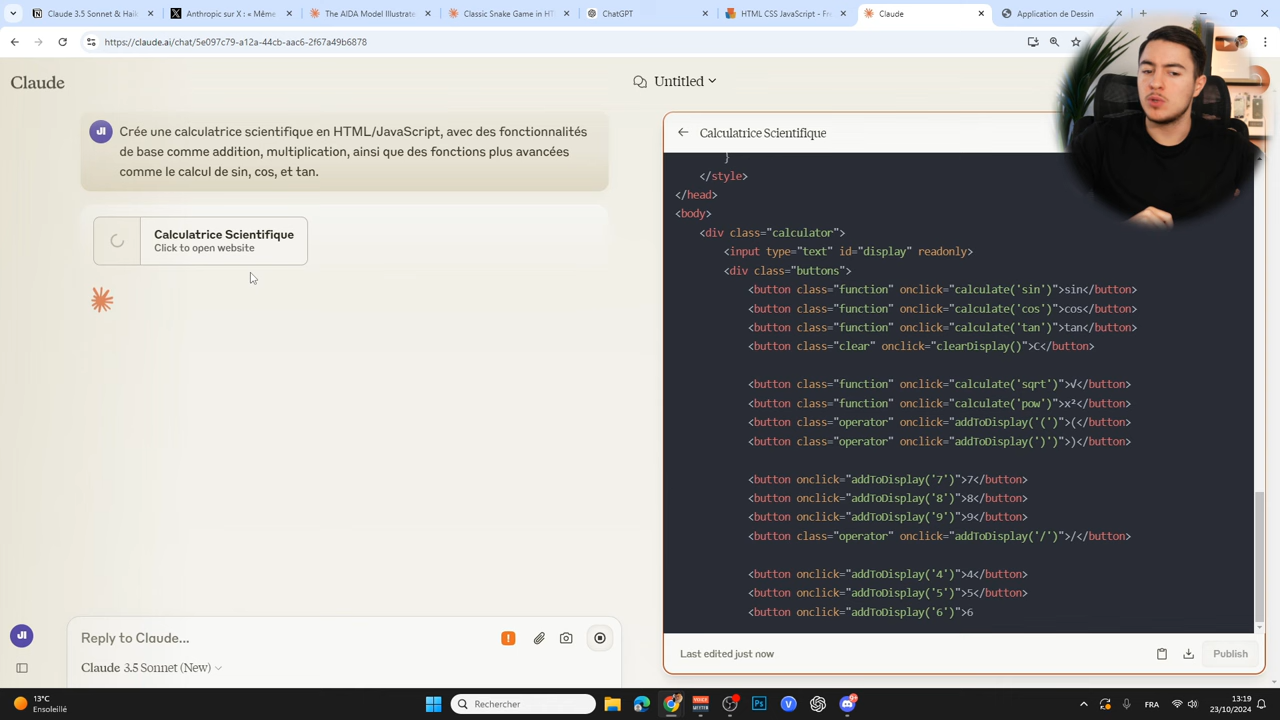 Claude 3.5 Sonnet & Haik
Anthropic sur X : « Même
The AIDA Model Illustrate
Classic Snake Game in HT
ChatGPT
HTML CSS JavaScript - Fre
Claude
Application de Dessin
https://claude.ai/chat/5e097c79-a12a-44cb-aac6-2f67a49b6878
Claude
Untitled
JI
Crée une calculatrice scientifique en HTML/JavaScript, avec des fonctionnalités
de base comme addition, multiplication, ainsi que des fonctions plus avancées
comme le calcul de sin, cos, et tan.
Calculatrice Scientifique
Click to open website
Calculatrice Scientifique
}
</style>
</head>
<body>
<div class="calculator">
<input type="text" id="display" readonly>
<div class="buttons">
<button class="function" onclick="calculate('sin')">sin</button>
<button class="function" onclick="calculate('cos')">cos</button>
<button class="function" onclick="calculate('tan')">tan</button>
<button class="clear" onclick="clearDisplay()">C</button>
<button class="function" onclick="calculate('sqrt')">√</button>
<button class="function" onclick="calculate('pow')">x²</button>
<button class="operator" onclick="addToDisplay('(')">(</button>
<button class="operator" onclick="addToDisplay(')')">)</button>
<button onclick="addToDisplay('7')">7</button>
<button onclick="addToDisplay('8')">8</button>
<button onclick="addToDisplay('9')">9</button>
<button class="operator" onclick="addToDisplay('/')">/</button>
<button onclick="addToDisplay('4')">4</button>
<button onclick="addToDisplay('5')">5</button>
<button onclick="addToDisplay('6')">6
Last edited just now
Publish
Reply to Claude...
Claude 3.5 Sonnet (New)
JI
13°C
Ensoleillé
Rechercher
FRA
13:19
23/10/2024